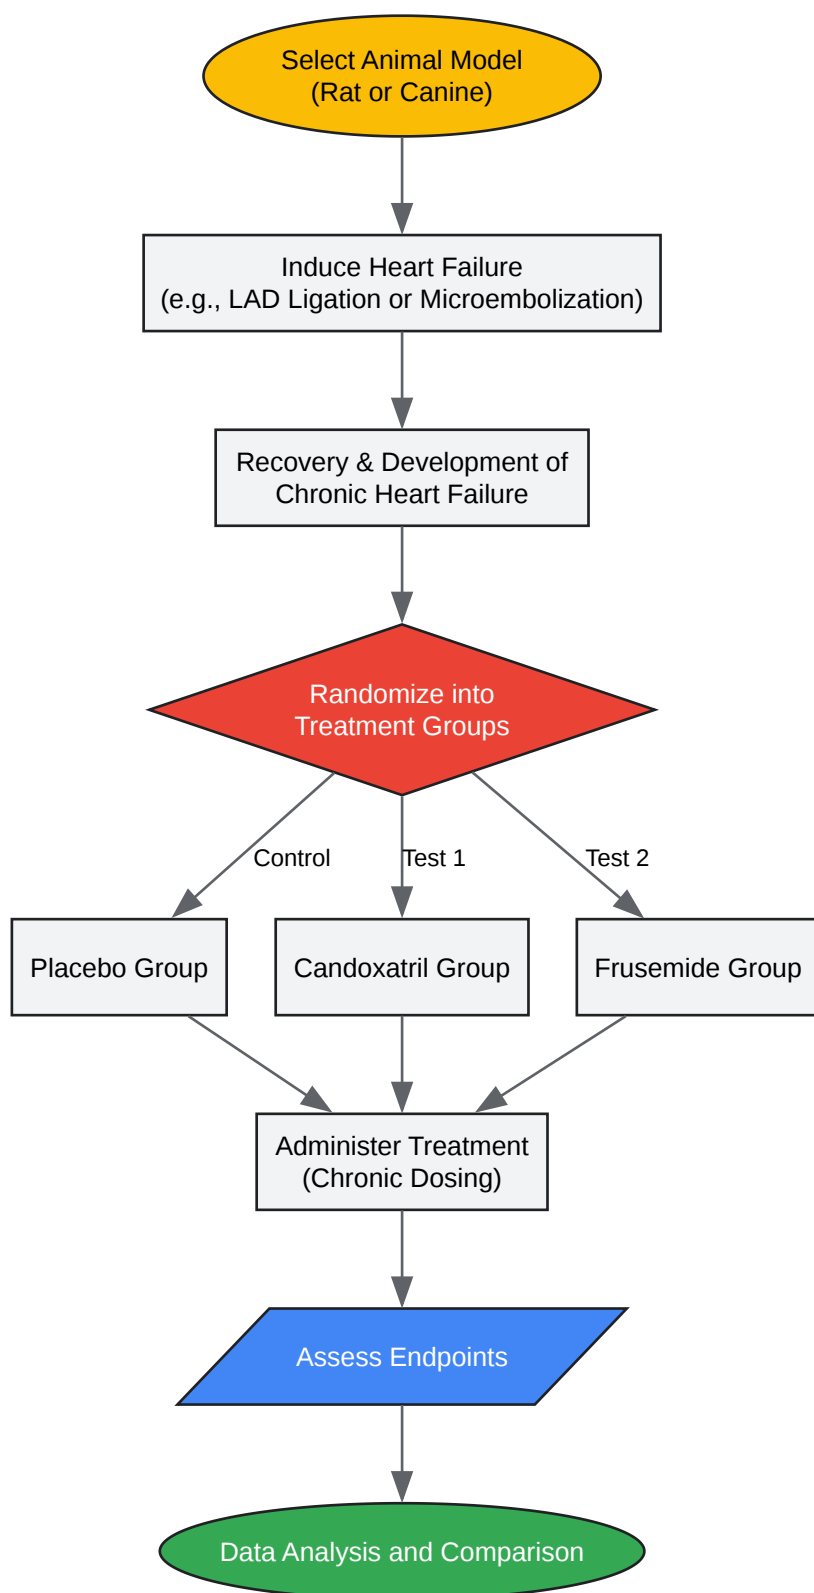 Select Animal Model
(Rat or Canine)
Induce Heart Failure
(e.g., LAD Ligation or Microembolization)
Recovery & Development of
Chronic Heart Failure
Randomize into
Treatment Groups
Control
Test 1
Test 2
Placebo Group
Candoxatril Group
Frusemide Group
Administer Treatment
(Chronic Dosing)
Assess Endpoints
Data Analysis and Comparison